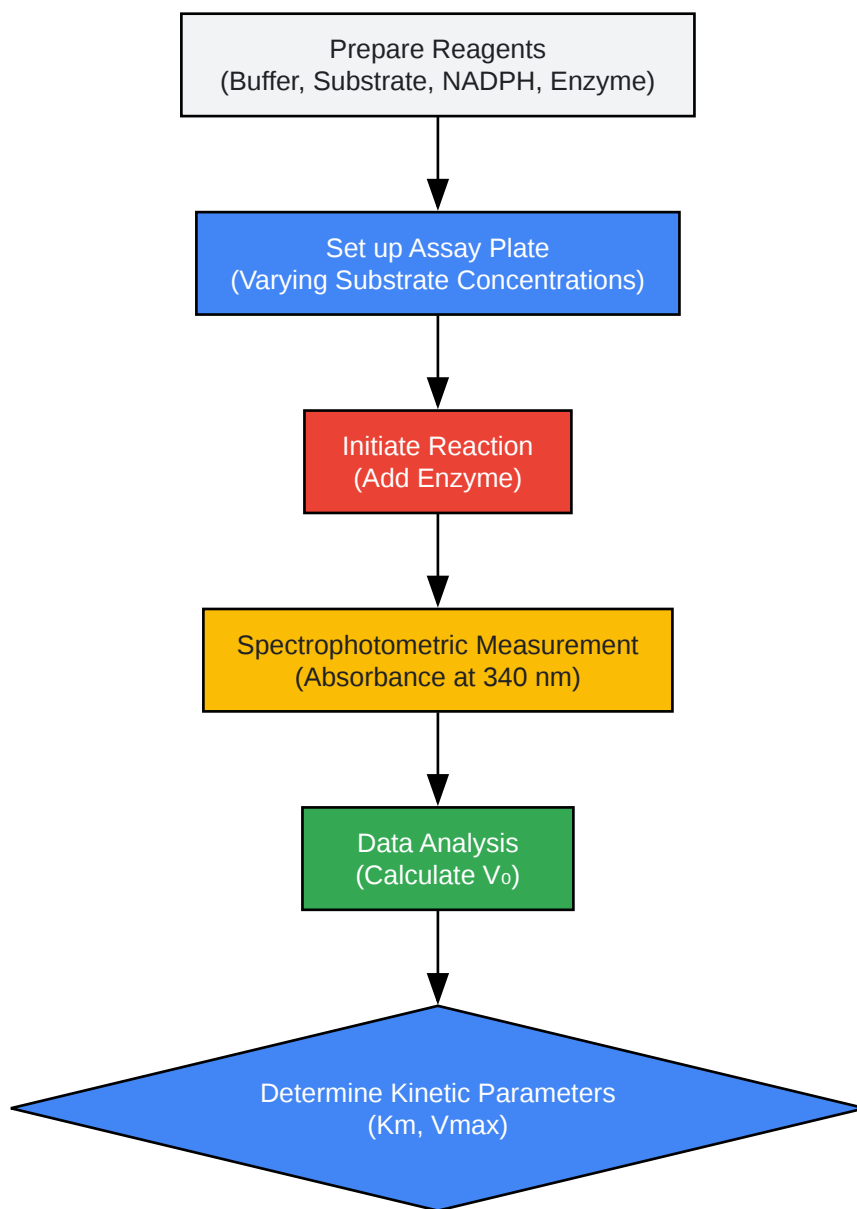 Prepare Reagents
(Buffer, Substrate, NADPH, Enzyme)
Set up Assay Plate
(Varying Substrate Concentrations)
Initiate Reaction
(Add Enzyme)
Spectrophotometric Measurement
(Absorbance at 340 nm)
Data Analysis
(Calculate V₀)
Determine Kinetic Parameters
(Km, Vmax)